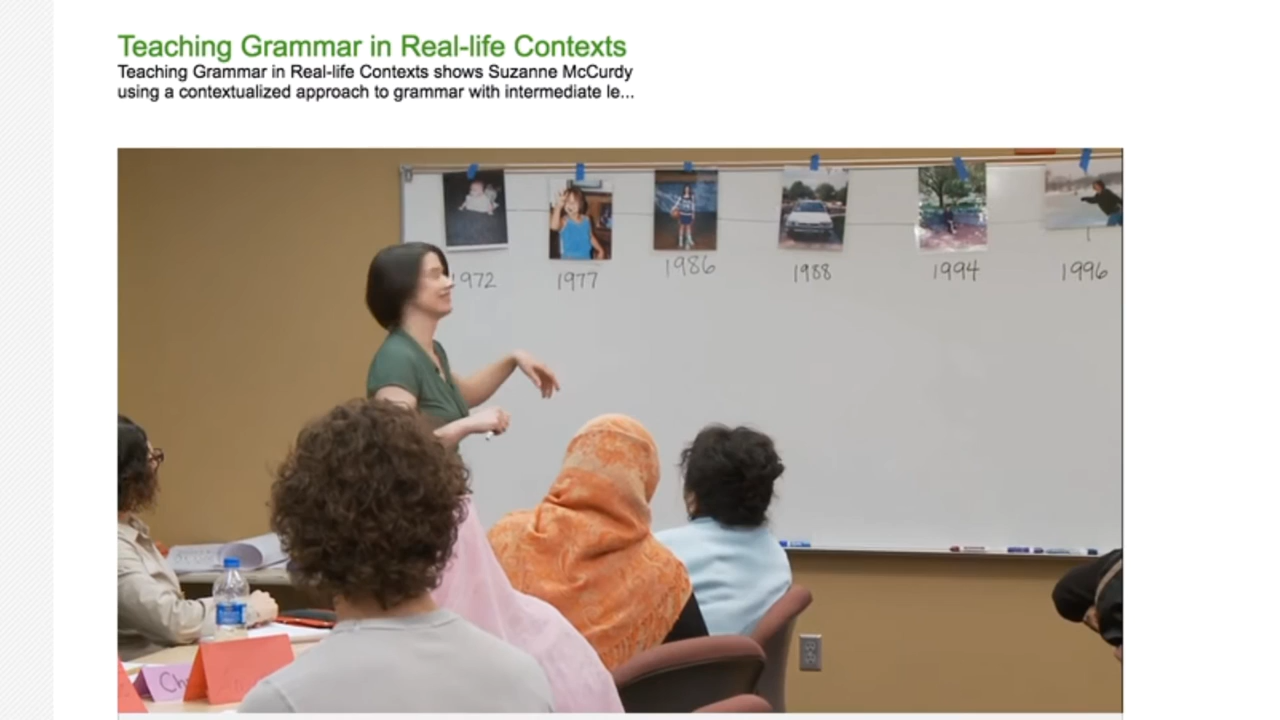 Teaching Grammar in Real-life Contexts
Teaching Grammar in Real-life Contexts shows Suzanne McCurdy
using a contextualized approach to grammar with intermediate le...
1972 1977 1986 1988 1994 1996